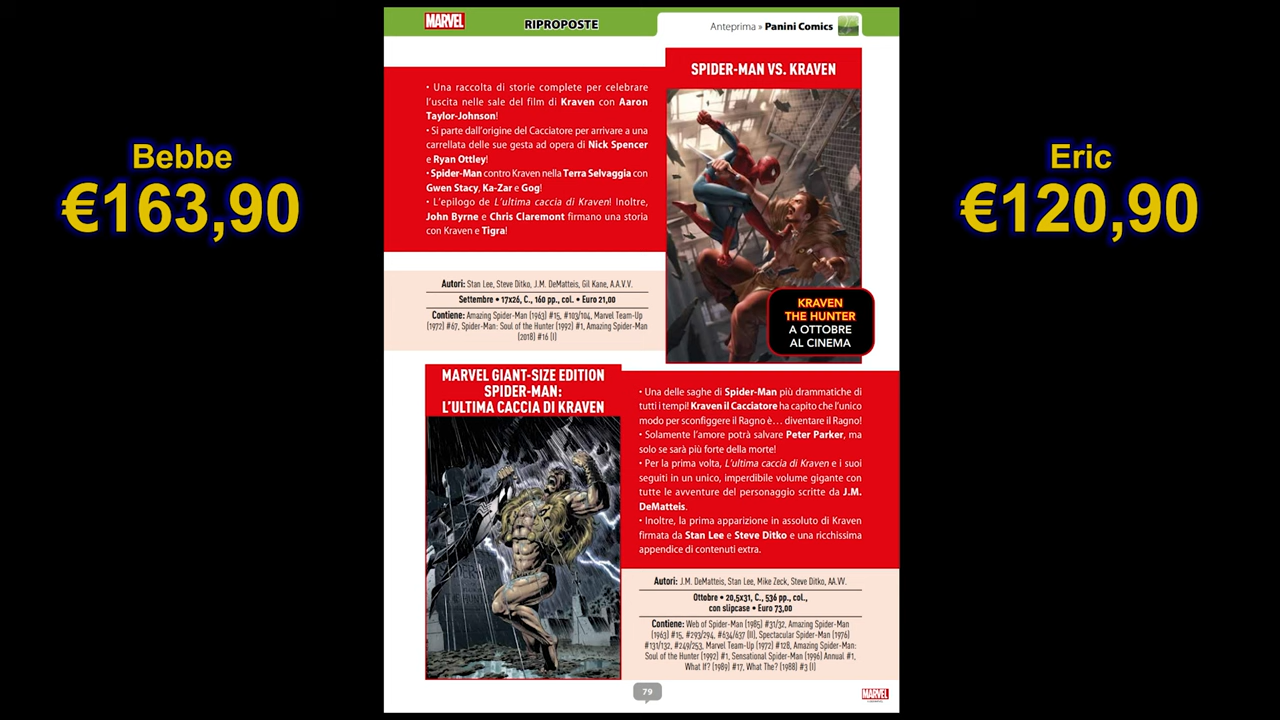 MARVEL
RIPROPOSTE
Anteprima » Panini Comics
Bebbe
€163,90
Eric
€120,90
SPIDER-MAN VS. KRAVEN
• Una raccolta di storie complete per celebrare
l'uscita nelle sale del film di Kraven con Aaron
Taylor-Johnson!
• Si parte dall'origine del Cacciatore per arrivare a una
carrellata delle sue gesta ad opera di Nick Spencer
e Ryan Ottley!
• Spider-Man contro Kraven nella Terra Selvaggia con
Gwen Stacy, Ka-Zar e Gog!
• L'epilogo de L'ultima caccia di Kraven! Inoltre,
John Byrne e Chris Claremont firmano una storia
con Kraven e Tigra!
Autori: Stan Lee, Steve Ditko, J.M. DeMatteis, Gil Kane, A.A.V.V.
Settembre • 17x26, C., 160 pp., col. • Euro 21,00
Contiene: Amazing Spider-Man (1963) #15, #103/104, Marvel Team-Up
(1972) #67, Spider-Man: Soul of the Hunter (1992) #1, Amazing Spider-Man
(2018) #16 (I)
KRAVEN
THE HUNTER
A OTTOBRE
AL CINEMA
MARVEL GIANT-SIZE EDITION
SPIDER-MAN:
L'ULTIMA CACCIA DI KRAVEN
• Una delle saghe di Spider-Man più drammatiche di
tutti i tempi! Kraven il Cacciatore ha capito che l'unico
modo per sconfiggere il Ragno è… diventare il Ragno!
• Solamente l'amore potrà salvare Peter Parker, ma
solo se sarà più forte della morte!
• Per la prima volta, L'ultima caccia di Kraven e i suoi
seguiti in un unico, imperdibile volume gigante con
tutte le avventure del personaggio scritte da J.M.
DeMatteis.
• Inoltre, la prima apparizione in assoluto di Kraven
firmata da Stan Lee e Steve Ditko e una ricchissima
appendice di contenuti extra.
Autori: J.M. DeMatteis, Stan Lee, Mike Zeck, Steve Ditko, AA.VV.
Ottobre • 20,5x31, C., 536 pp., col.,
con slipcase • Euro 73,00
Contiene: Web of Spider-Man (1985) #31/32, Amazing Spider-Man
(1963) #15, #293/294, #634/637 (II), Spectacular Spider-Man (1976)
#131/132, #249/253, Marvel Team-Up (1972) #128, Amazing Spider-Man:
Soul of the Hunter (1992) #1, Sensational Spider-Man (1996) Annual #1,
What If? (1989) #17, What The? (1988) #3 (I)
79
MARVEL